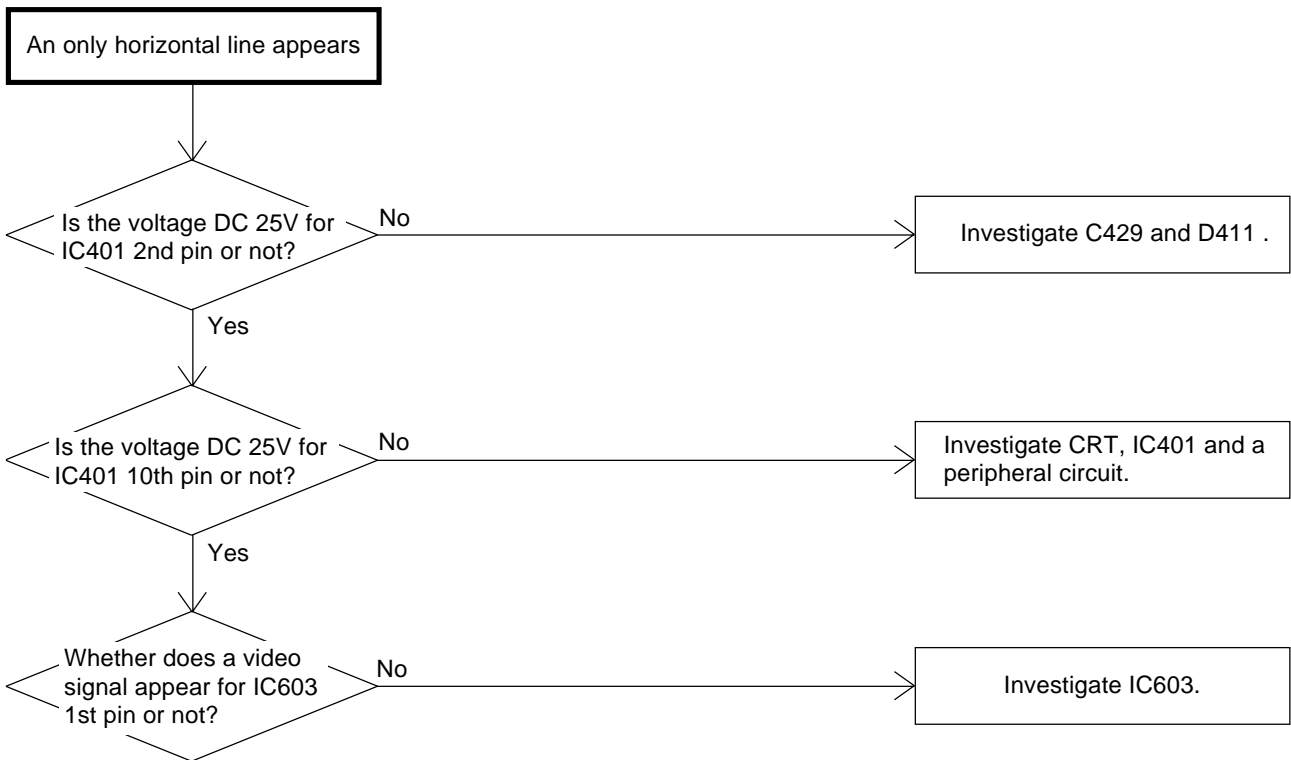 An only horizontal line appears
Is the voltage DC 25V for
IC401 2nd pin or not?
No
Investigate C429 and D411 .
Yes
Is the voltage DC 25V for
IC401 10th pin or not?
No
Investigate CRT, IC401 and a
peripheral circuit.
Yes
Whether does a video
signal appear for IC603
1st pin or not?
No
Investigate IC603.